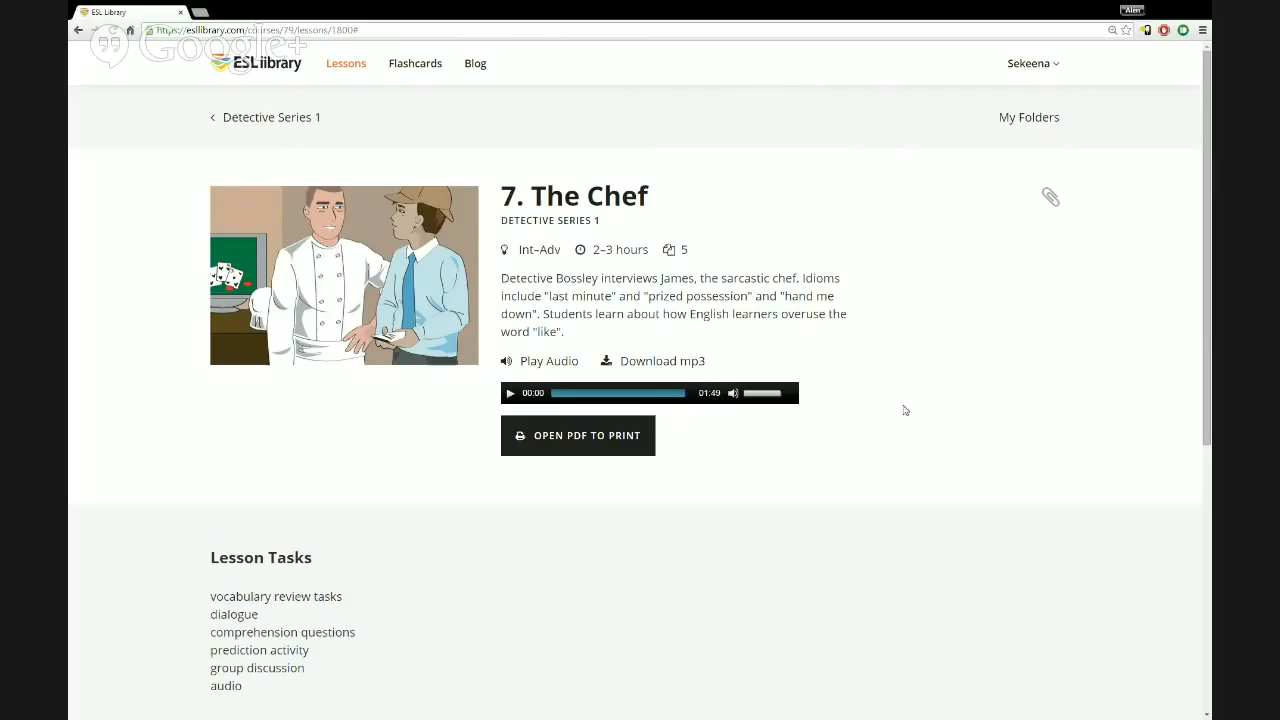 ESL Library
Alen
https://esllibrary.com/courses/79/lessons/1800#
Google+
ESL library
Lessons
Flashcards
Blog
Sekeena
Detective Series 1
My Folders
7. The Chef
DETECTIVE SERIES 1
Int–Adv
2–3 hours
5
Detective Bossley interviews James, the sarcastic chef. Idioms
include "last minute" and "prized possession" and "hand me
down". Students learn about how English learners overuse the
word "like".
Play Audio
Download mp3
00:00
01:49
OPEN PDF TO PRINT
Lesson Tasks
vocabulary review tasks
dialogue
comprehension questions
prediction activity
group discussion
audio